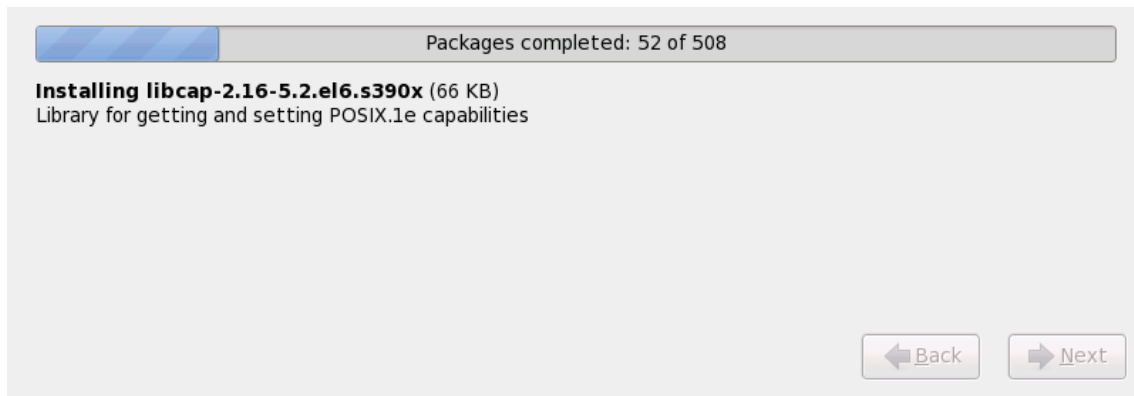 Packages completed: 52 of 508
Installing libcap-2.16-5.2.el6.s390x (66 KB)
Library for getting and setting POSIX.1e capabilities
Back
Next